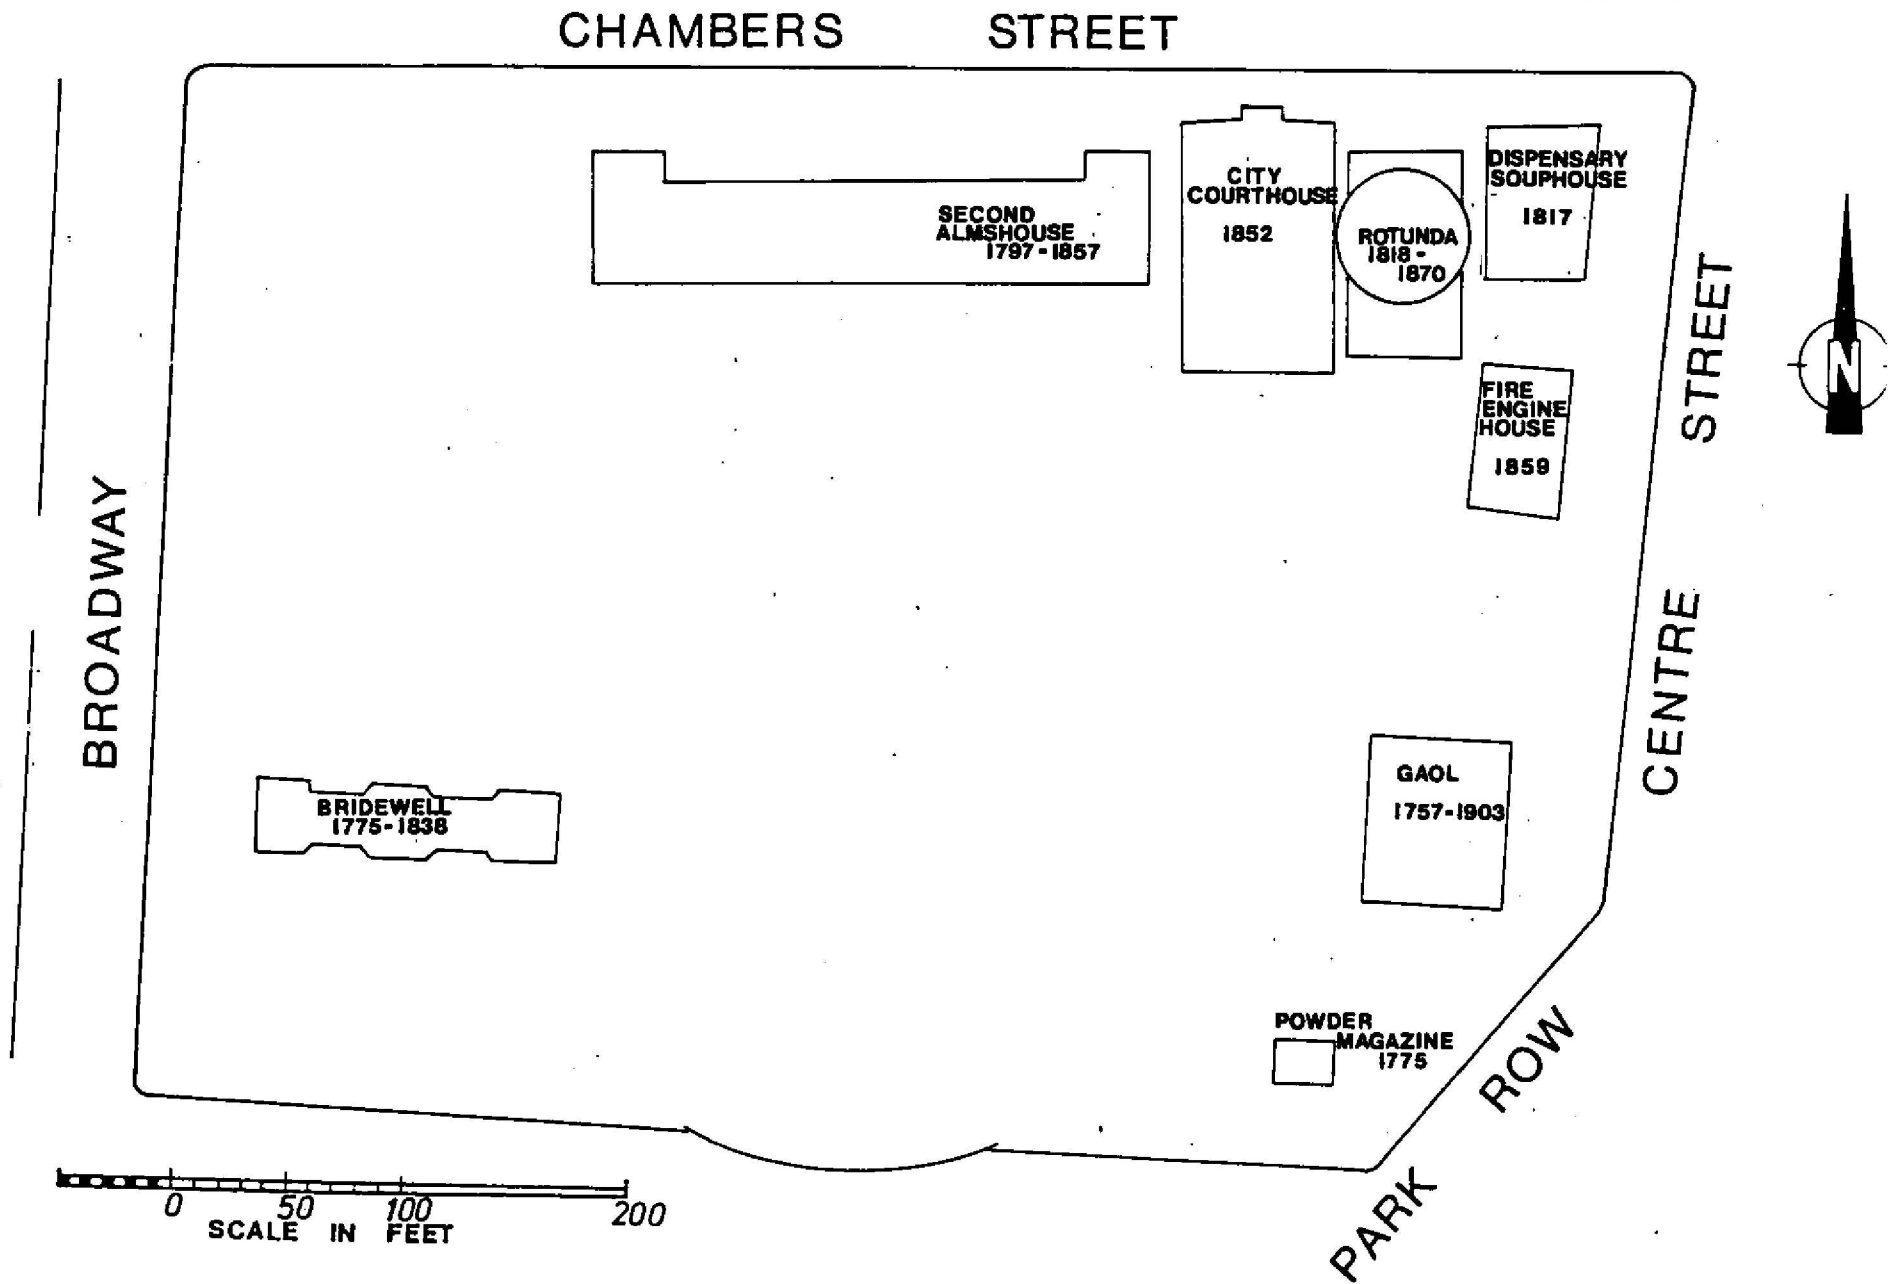 CHAMBERS STREET
SECOND
ALMSHOUSE
1797-1857
CITY
COURTHOUSE
1852
ROTUNDA
1818-
1870
DISPENSARY
SOUPHOUSE
1817
FIRE
ENGINE
HOUSE
1859
N
CENTRE STREET
BROADWAY
BRIDEWELL
1775-1838
GAOL
1757-1903
POWDER
MAGAZINE
1775
PARK ROW
0 50 100 200
SCALE IN FEET